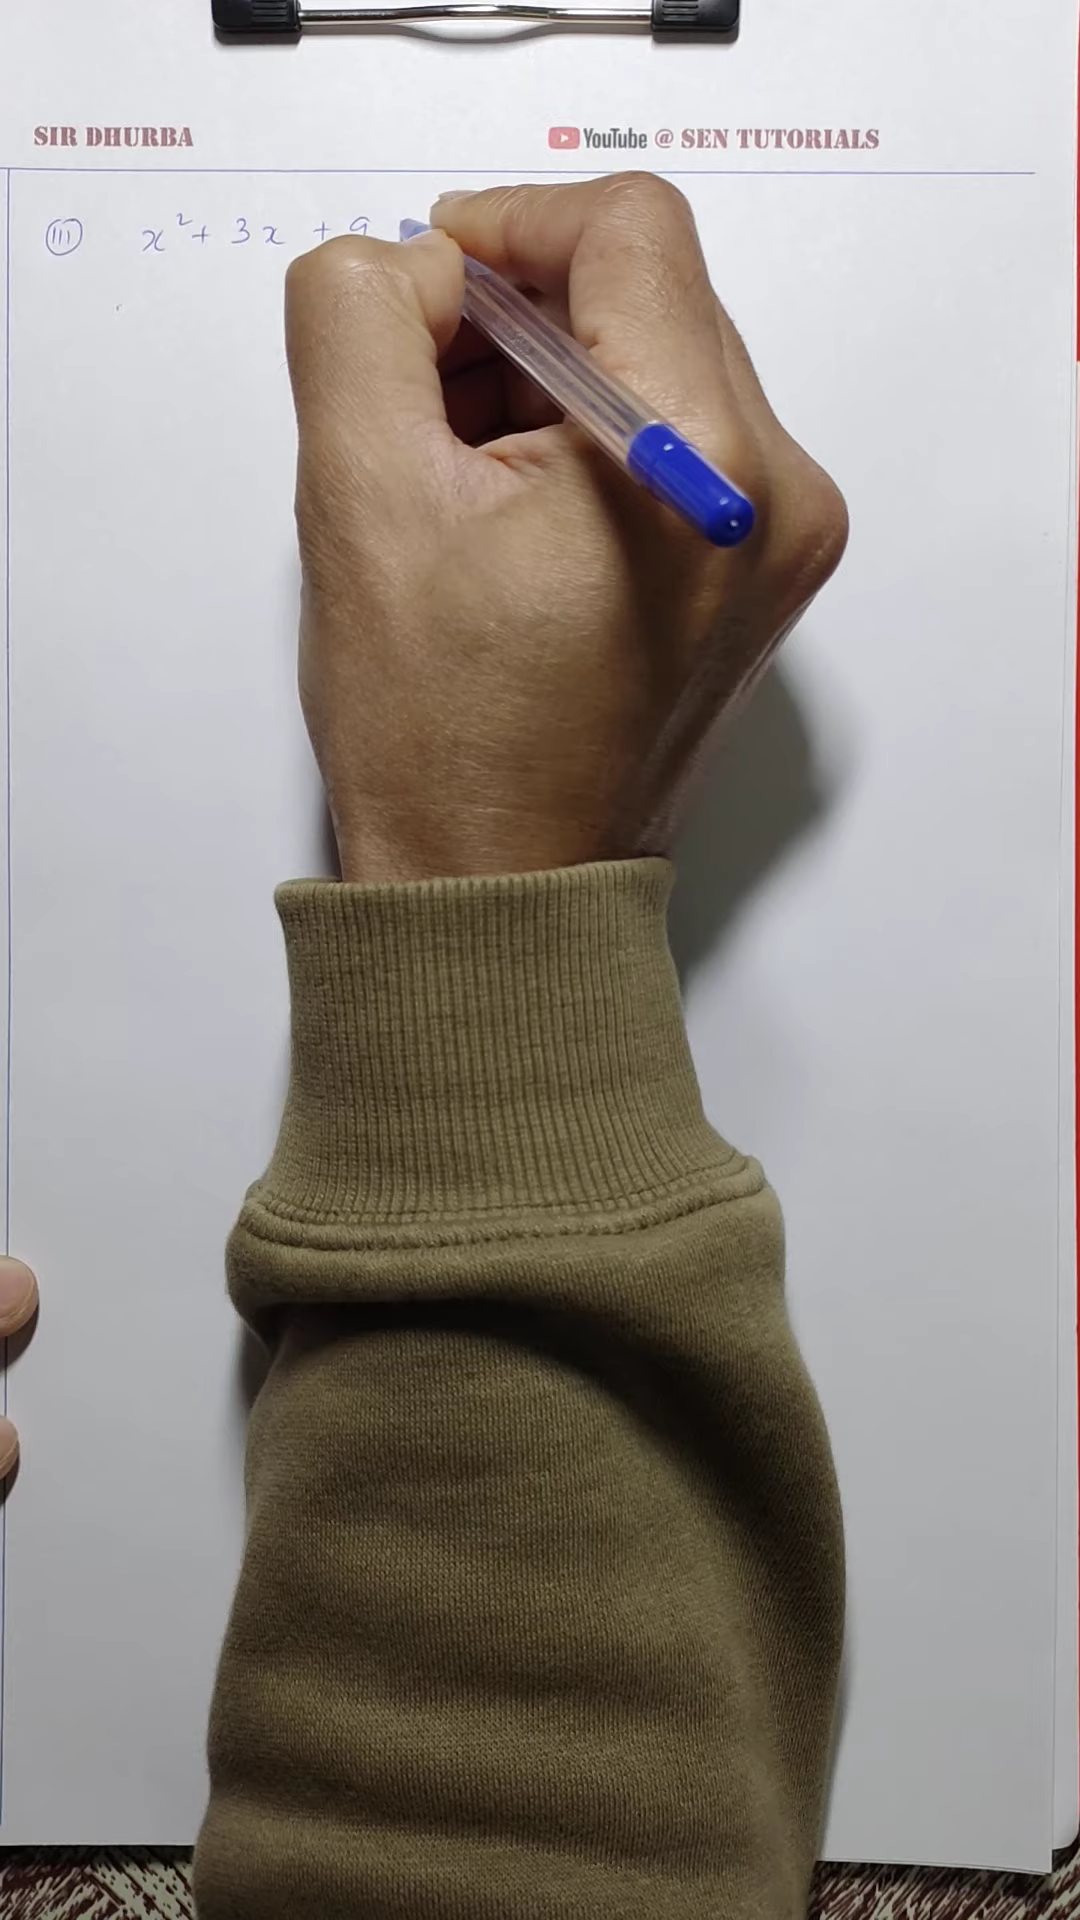 SIR DHURBA
YouTube @ SEN TUTORIALS
(iii) x² + 3x + 9